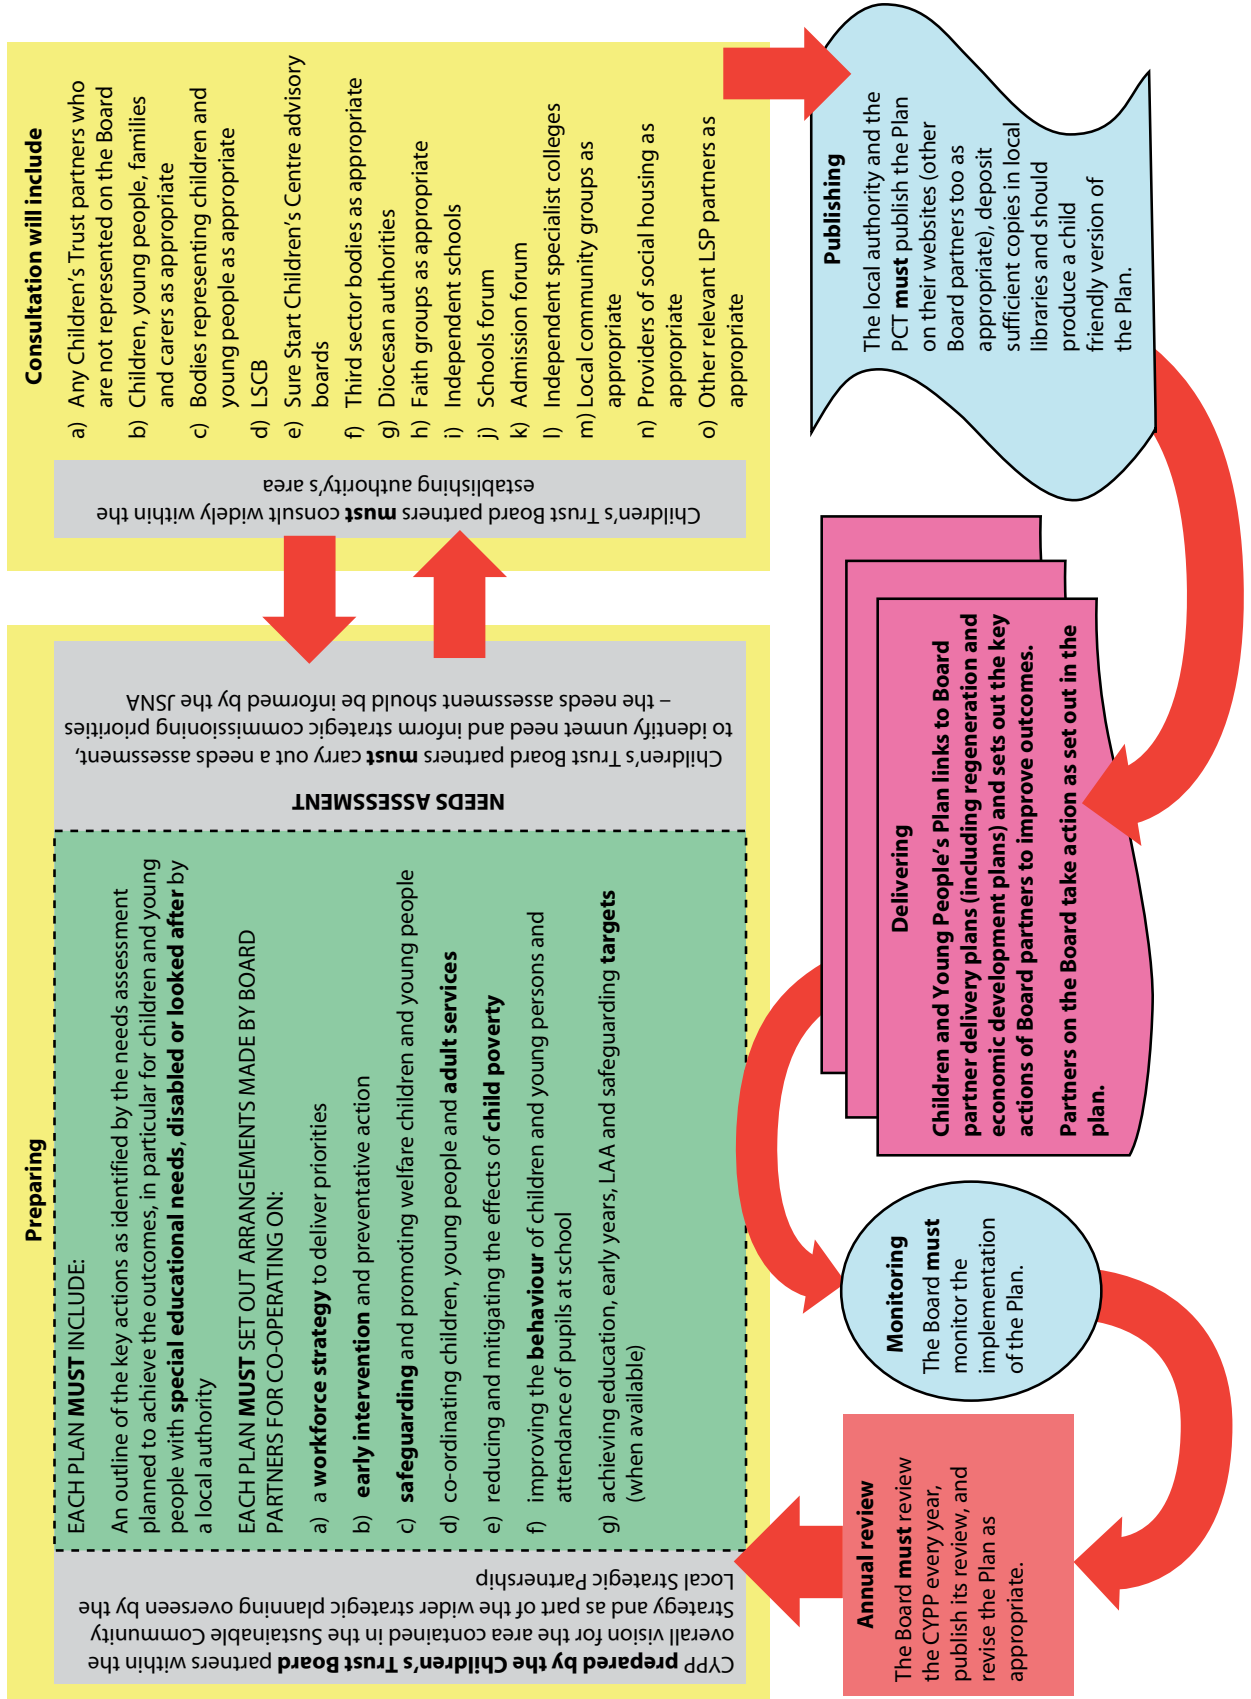 Preparing
CYPP prepared by the Children’s Trust Board partners within the
overall vision for the area contained in the Sustainable Community
Strategy and as part of the wider strategic planning overseen by the
Local Strategic Partnership
EACH PLAN MUST INCLUDE:
An outline of the key actions as identified by the needs assessment
planned to achieve the outcomes, in particular for children and young
people with special educational needs, disabled or looked after by
a local authority
EACH PLAN MUST SET OUT ARRANGEMENTS MADE BY BOARD
PARTNERS FOR CO-OPERATING ON:
a) a workforce strategy to deliver priorities
b) early intervention and preventative action
c) safeguarding and promoting welfare children and young people
d) co-ordinating children, young people and adult services
e) reducing and mitigating the effects of child poverty
f) improving the behaviour of children and young persons and
attendance of pupils at school
g) achieving education, early years, LAA and safeguarding targets
(when available)
NEEDS ASSESSMENT
Children’s Trust Board partners must carry out a needs assessment,
to identify unmet need and inform strategic commissioning priorities
– the needs assessment should be informed by the JSNA
Children’s Trust Board partners must consult widely within the
establishing authority’s area
Consultation will include
a) Any Children’s Trust partners who
are not represented on the Board
b) Children, young people, families
and carers as appropriate
c) Bodies representing children and
young people as appropriate
d) LSCB
e) Sure Start Children’s Centre advisory
boards
f) Third sector bodies as appropriate
g) Diocesan authorities
h) Faith groups as appropriate
i) Independent schools
j) Schools forum
k) Admission forum
l) Independent specialist colleges
m) Local community groups as
appropriate
n) Providers of social housing as
appropriate
o) Other relevant LSP partners as
appropriate
Publishing
The local authority and the
PCT must publish the Plan
on their websites (other
Board partners too as
appropriate), deposit
sufficient copies in local
libraries and should
produce a child
friendly version of
the Plan.
Delivering
Children and Young People’s Plan links to Board
partner delivery plans (including regeneration and
economic development plans) and sets out the key
actions of Board partners to improve outcomes.
Partners on the Board take action as set out in the
plan.
Monitoring
The Board must
monitor the
implementation
of the Plan.
Annual review
The Board must review
the CYPP every year,
publish its review, and
revise the Plan as
appropriate.